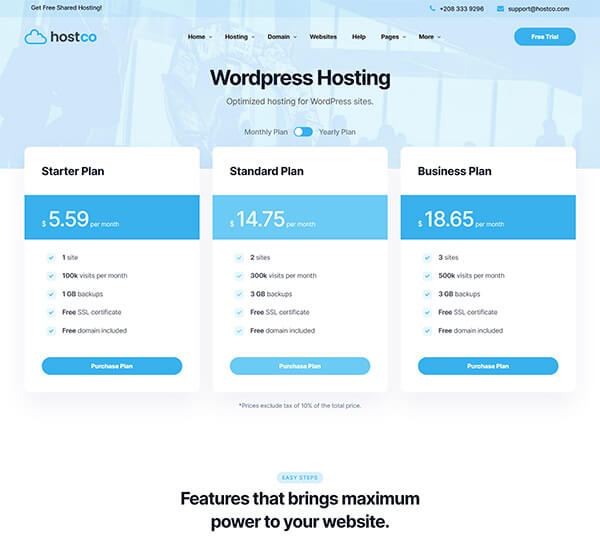 Get Free Shared Hosting!
+208 333 9296
support@hostco.com
hostco
Home
Hosting
Domain
Websites
Help
Pages
More
Free Trial
Wordpress Hosting
Optimized hosting for WordPress sites.
Monthly Plan
Yearly Plan
Starter Plan
$ 5.59 per month
1 site
100k visits per month
1 GB backups
Free SSL certificate
Free domain included
Purchase Plan
Standard Plan
$ 14.75 per month
2 sites
300k visits per month
3 GB backups
Free SSL certificate
Free domain included
Purchase Plan
Business Plan
$ 18.65 per month
3 sites
500k visits per month
3 GB backups
Free SSL certificate
Free domain included
Purchase Plan
*Prices exclude tax of 10% of the total price.
EASY STEPS
Features that brings maximum
power to your website.